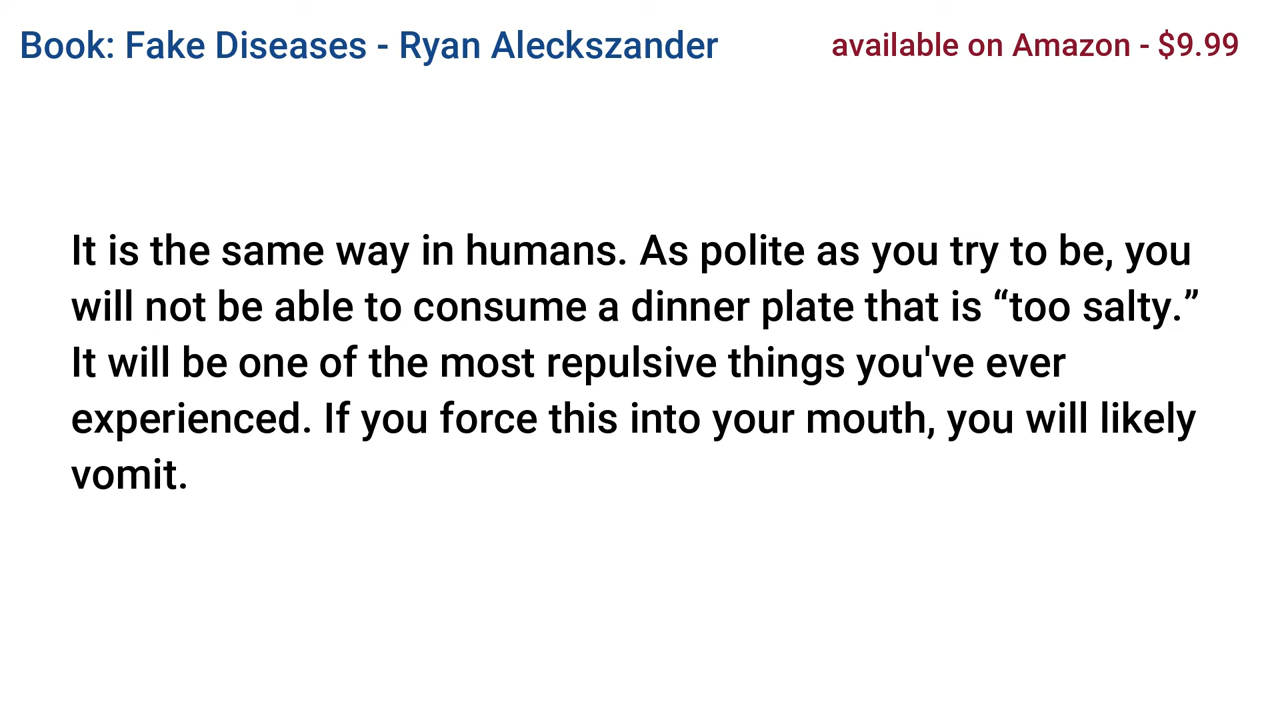 Book: Fake Diseases - Ryan Aleckszander
available on Amazon - $9.99
It is the same way in humans. As polite as you try to be, you
will not be able to consume a dinner plate that is “too salty.”
It will be one of the most repulsive things you've ever
experienced. If you force this into your mouth, you will likely
vomit.